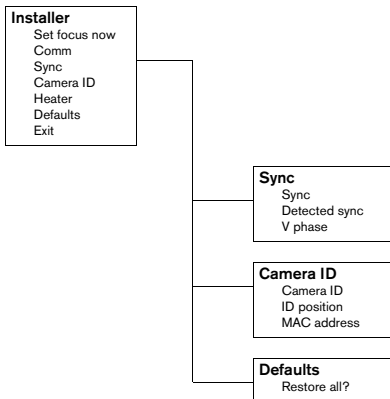 Installer
Set focus now
Comm
Sync
Camera ID
Heater
Defaults
Exit
Sync
Sync
Detected sync
V phase
Camera ID
Camera ID
ID position
MAC address
Defaults
Restore all?